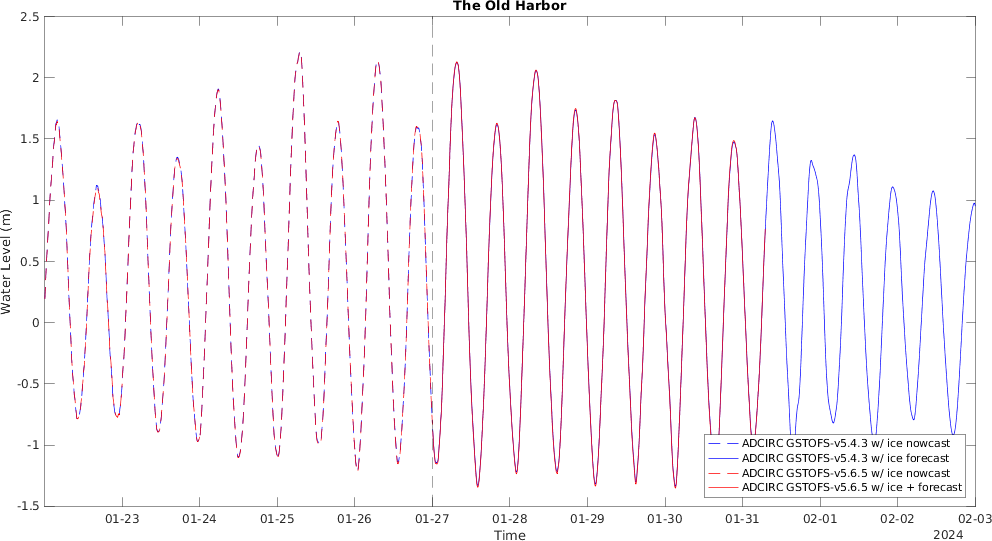 The Old Harbor
2.5
2
1.5
1
0.5
0
-0.5
-1
-1.5
Water Level (m)
ADCIRC GSTOFS-v5.4.3 w/ ice nowcast
ADCIRC GSTOFS-v5.4.3 w/ ice forecast
ADCIRC GSTOFS-v5.6.5 w/ ice nowcast
ADCIRC GSTOFS-v5.6.5 w/ ice + forecast
01-23 01-24 01-25 01-26 01-27 01-28 01-29 01-30 01-31 02-01 02-02 02-03
Time
2024